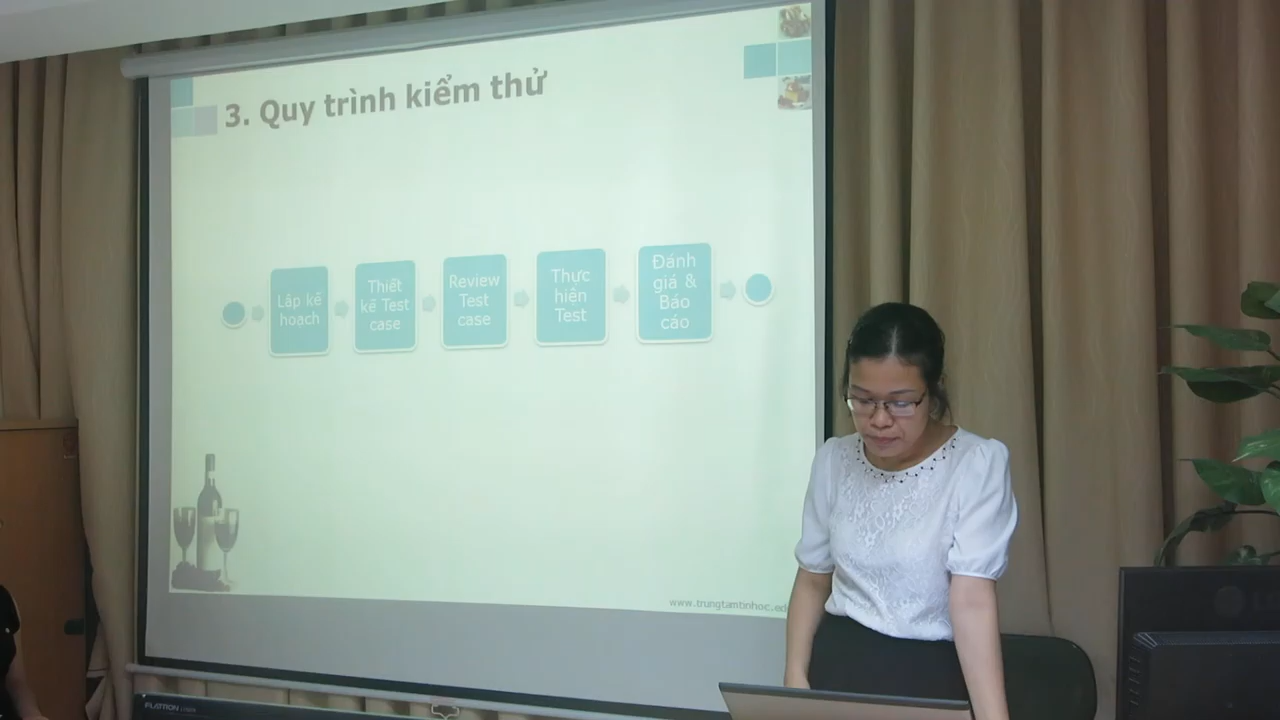 3. Quy trình kiểm thử
Lập kế
hoạch
Thiết
kế Test
case
Review
Test
case
Thực
hiện
Test
Đánh
giá &
Báo
cáo
www.trungtamtinhoc.ed
FLATRON